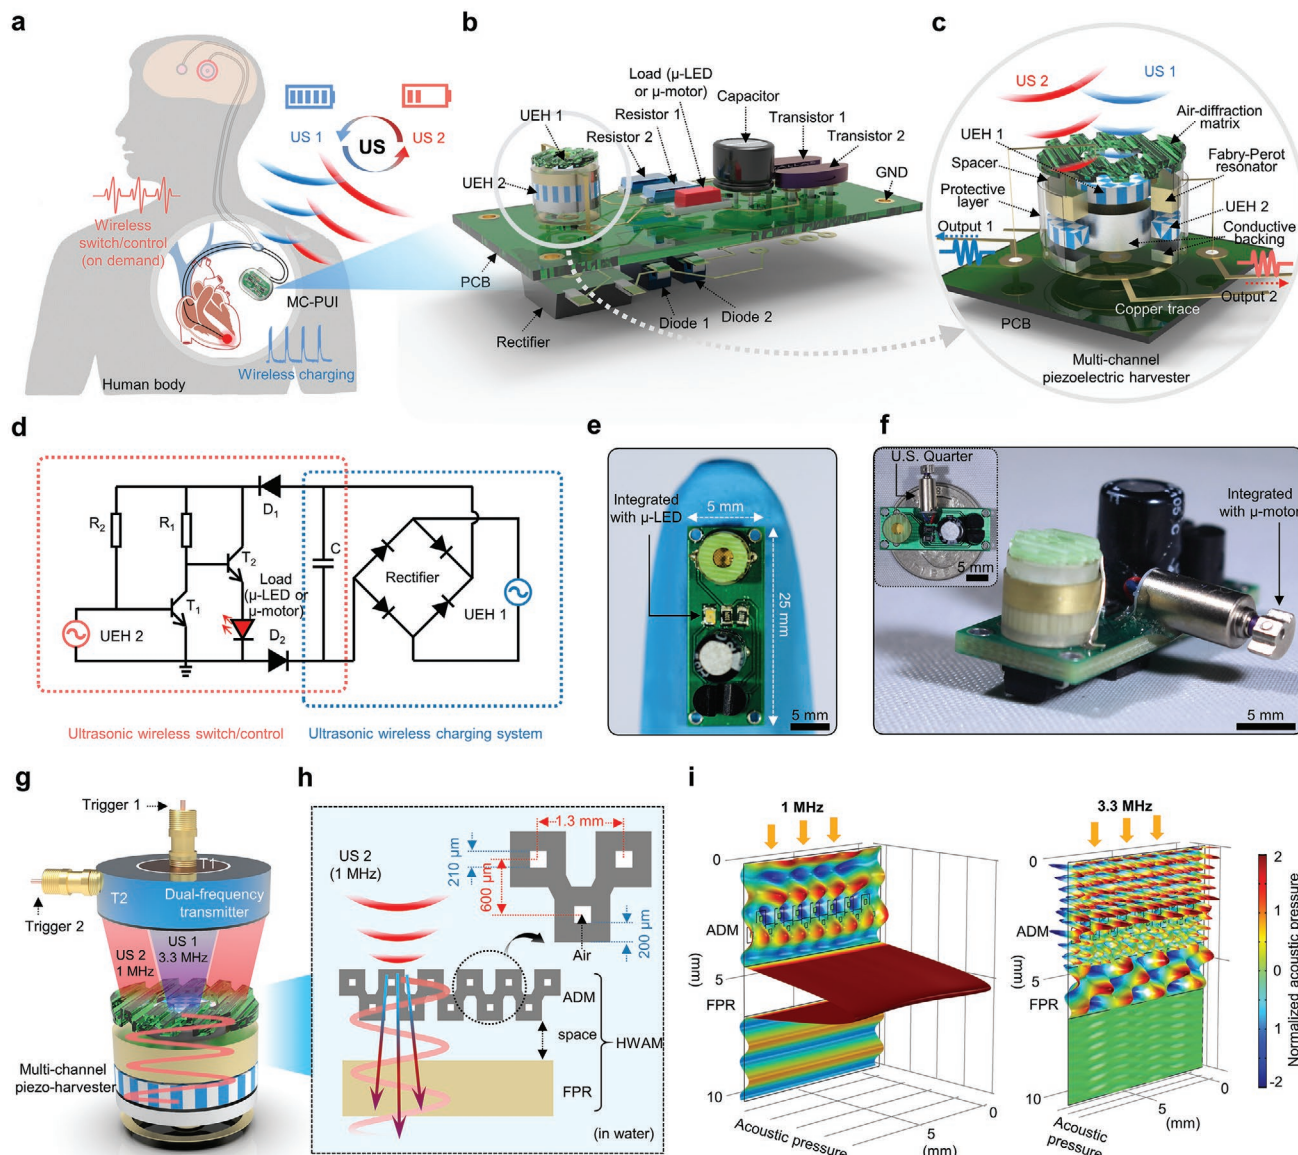 a
US 1
US
US 2
Wireless
switch/control
(on demand)
MC-PUI
Wireless charging
Human body
b
UEH 1
UEH 2
Resistor 2
Resistor 1
Load (µ-LED
or µ-motor)
Capacitor
Transistor 1
Transistor 2
GND
PCB
Rectifier
Diode 1
Diode 2
c
US 2
US 1
Air-diffraction
matrix
UEH 1
Spacer
Protective
layer
Output 1
Fabry-Perot
resonator
UEH 2
Conductive
backing
Output 2
Copper trace
PCB
Multi-channel
piezoelectric harvester
d
R2
R1
D1
T2
T1
Load
(µ-LED or
µ-motor)
D2
C
UEH 2
Rectifier
UEH 1
Ultrasonic wireless switch/control
Ultrasonic wireless charging system
e
Integrated
with µ-LED
5 mm
25 mm
5 mm
f
U.S. Quarter
5 mm
Integrated
with µ-motor
5 mm
g
Trigger 1
T1
T2
Dual-frequency
transmitter
Trigger 2
US 1
3.3 MHz
US 2
1 MHz
Multi-channel
piezo-harvester
h
US 2
(1 MHz)
1.3 mm
210 µm
600 µm
200 µm
Air
ADM
space
HWAM
FPR
(in water)
i
1 MHz
0
ADM
5
FPR
10
(mm)
Acoustic pressure
5
(mm)
0
3.3 MHz
0
ADM
5
FPR
10
(mm)
Acoustic
pressure
5
(mm)
0
2
1
0
-1
-2
Normalized acoustic pressure